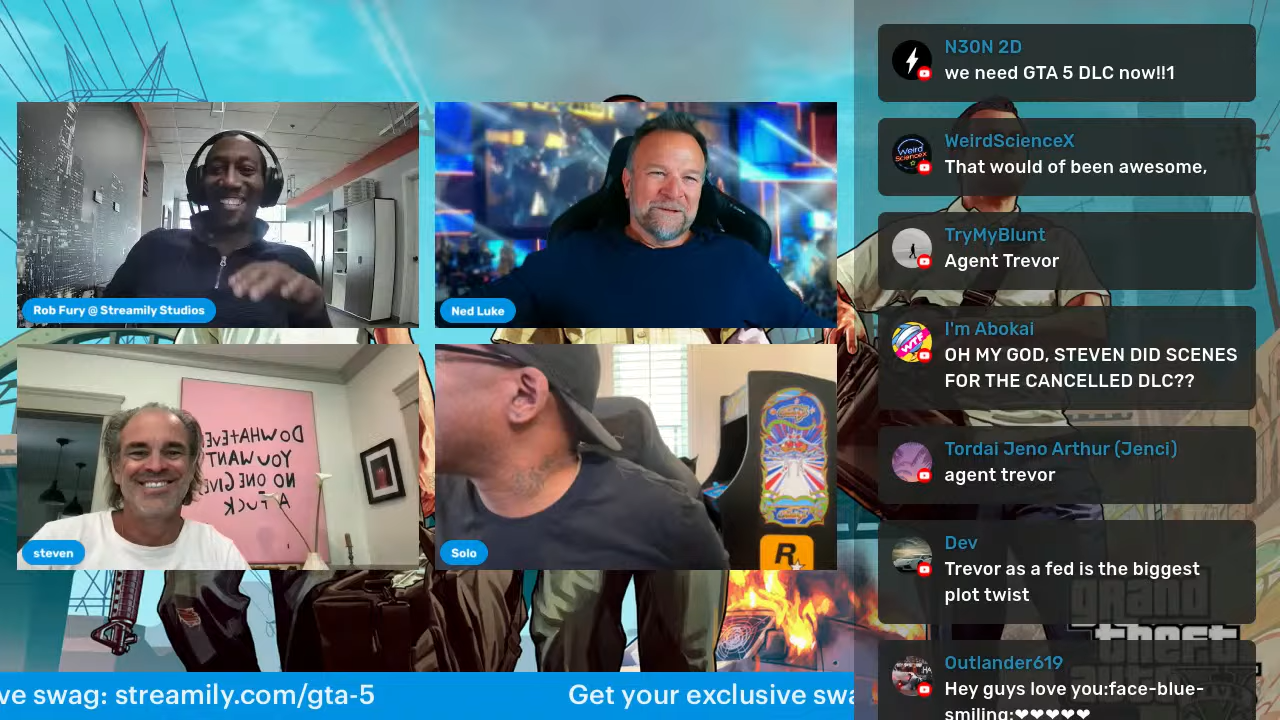 N3ON 2D
we need GTA 5 DLC now!!1
WeirdScienceX
That would of been awesome,
TryMyBlunt
Agent Trevor
I'm Abokai
OH MY GOD, STEVEN DID SCENES
FOR THE CANCELLED DLC??
Tordai Jeno Arthur (Jenci)
agent trevor
Dev
Trevor as a fed is the biggest
plot twist
Outlander619
Hey guys love you:face-blue-
smiling:❤❤❤❤❤
Rob Fury @ Streamily Studios
Ned Luke
DO WHATEVER
YOU WANT
NO ONE GIVES
A FUCK
steven
Solo
R
grand
theft
ve swag: streamily.com/gta-5
Get your exclusive swa